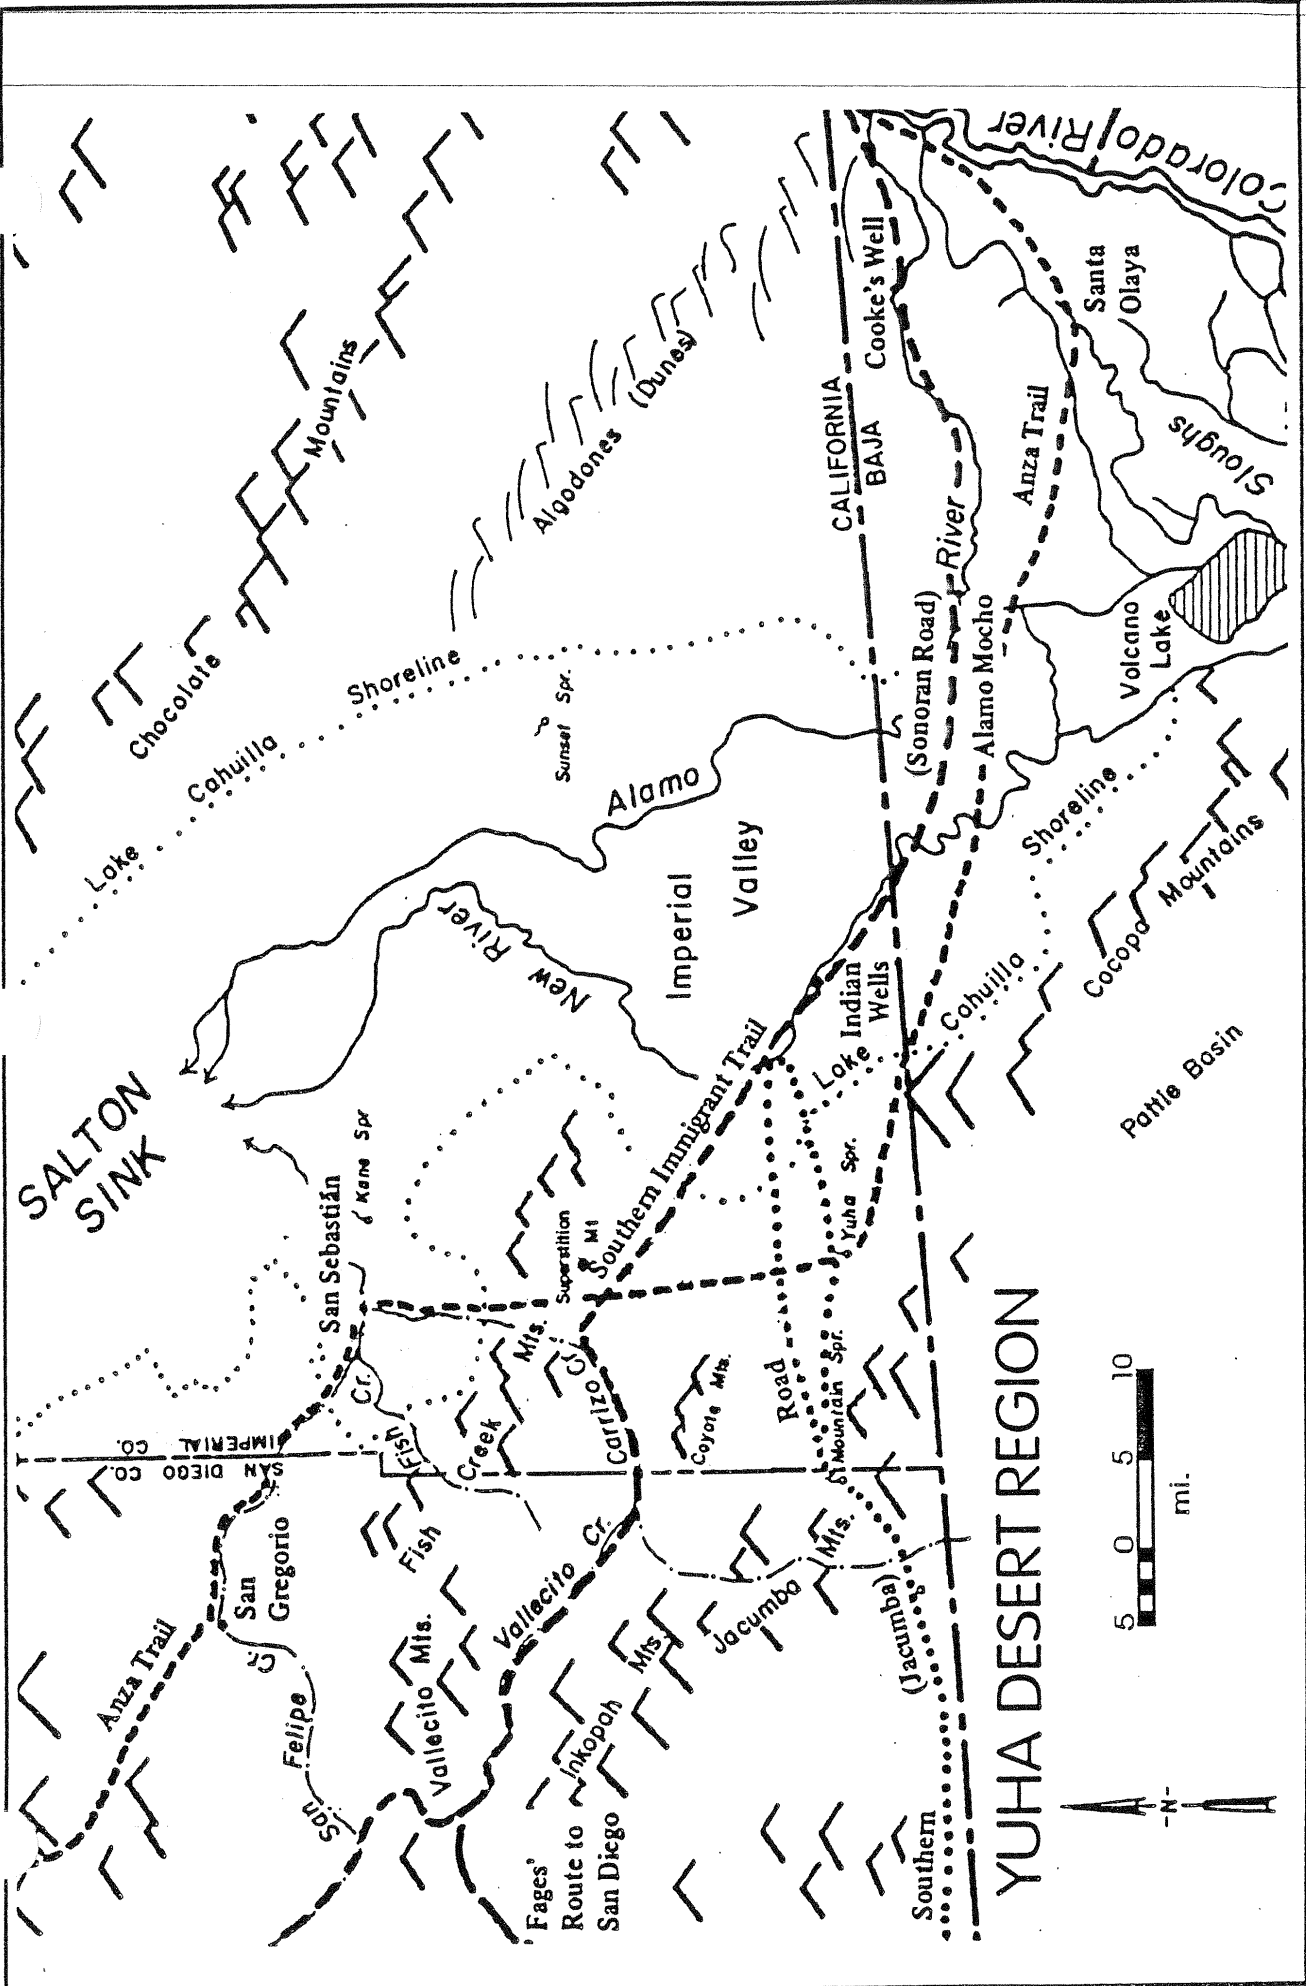 SALTON
SINK
Chocolate
Mountains
Lake
Cahuilla
Shoreline
Algodones
(Dunes)
Sunset Spr.
Alamo
New River
Imperial
Valley
San Sebastián
Kane Spr
Superstition
Mt
Southern Immigrant Trail
Indian
Wells
Lake
Cahuilla
Shoreline
CALIFORNIA
BAJA
Cooke's Well
(Sonoran Road)
River
Alamo Mocho
Anza Trail
Santa
Olaya
Colorado River
Sloughs
Volcano
Lake
Cocopa Mountains
Pattie Basin
Yuha Spr.
Road
Mountain Spr.
Coyote Mts.
Carrizo Cr.
Fish
Creek
Mts.
Fish
Cr.
IMPERIAL CO.
SAN DIEGO CO.
Anza Trail
San
Gregorio
San Felipe Cr.
Vallecito Mts.
Vallecito Cr.
Inkopah
Mts.
Jacumba
Mts.
(Jacumba)
Southern
Fages'
Route to
San Diego
YUHA DESERT REGION
5 0 5 10
mi.
-N-